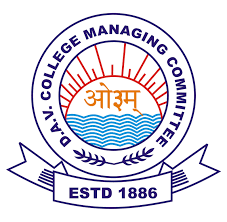 D.A.V. COLLEGE MANAGING COMMITTEE
ओ३म्
ESTD 1886